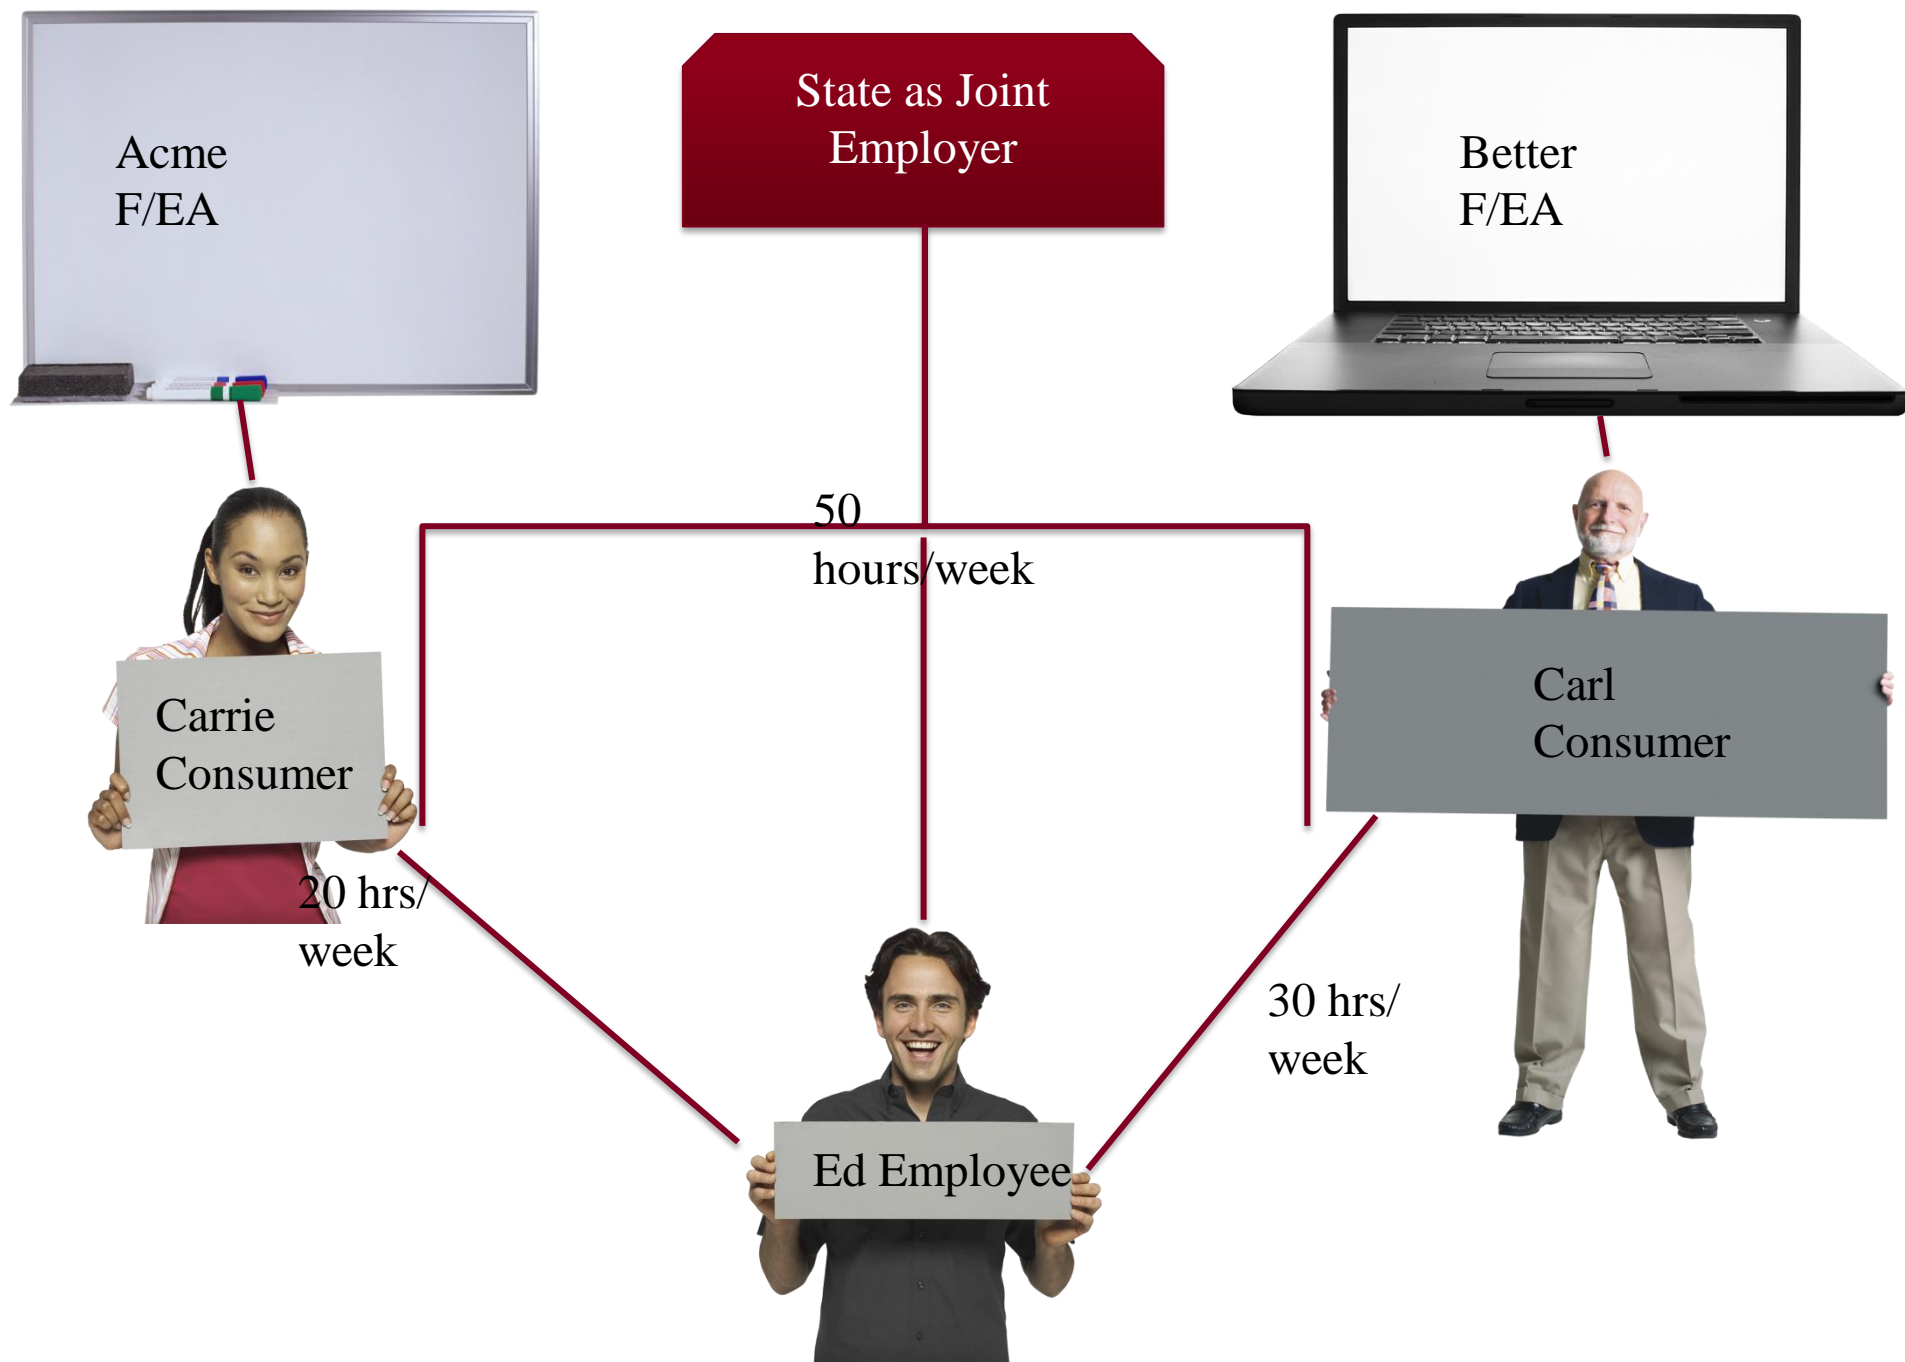 Acme
F/EA
State as Joint
Employer
Better
F/EA
50
hours/week
Carrie
Consumer
Carl
Consumer
20 hrs/
week
30 hrs/
week
Ed Employee